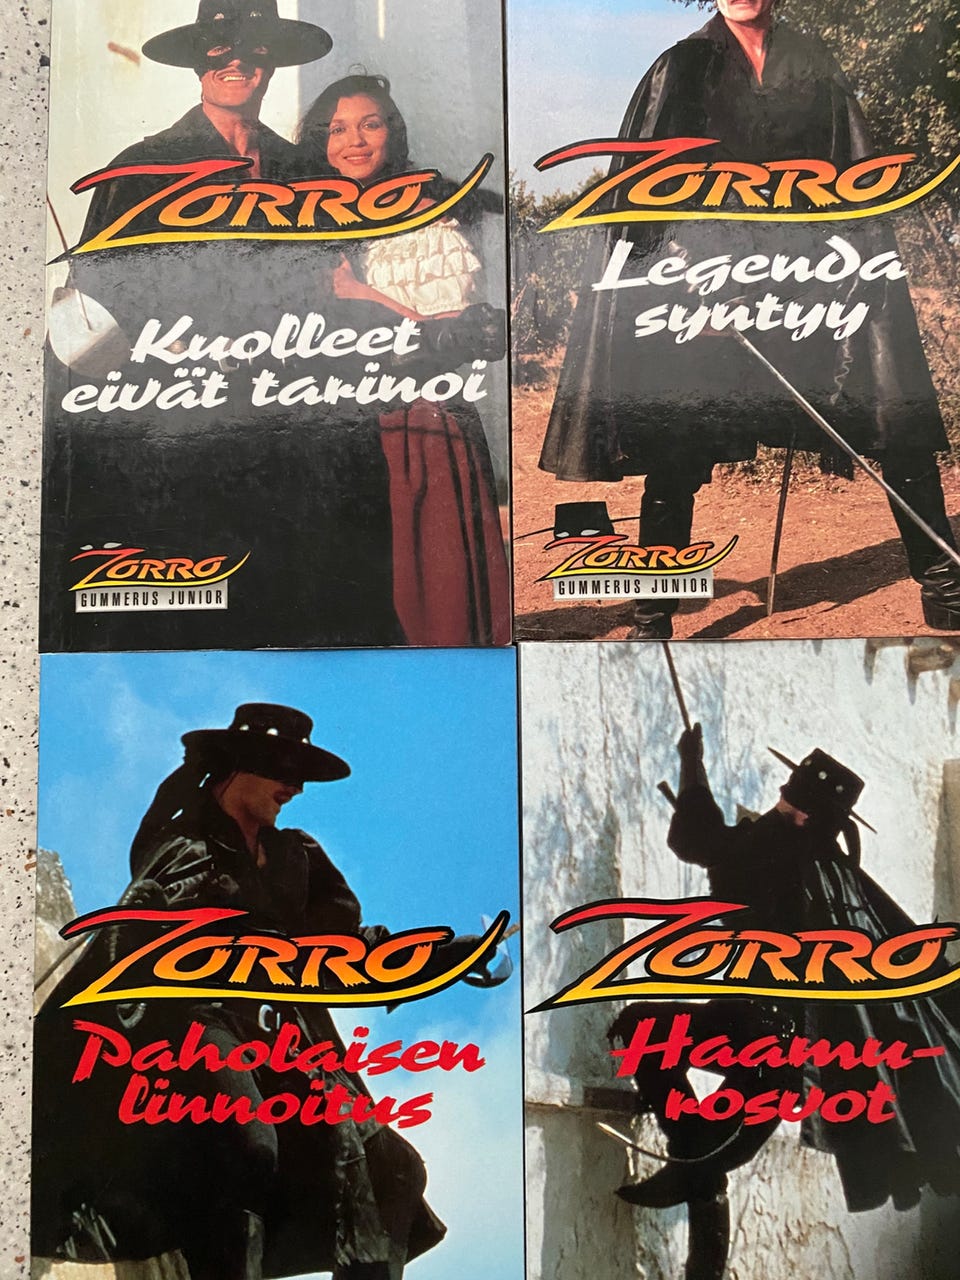 ZORRO
Kuolleet
eivät tarinoi
ZORRO
GUMMERUS JUNIOR
ZORRO
Legenda
syntyy
ZORRO
GUMMERUS JUNIOR
ZORRO
Paholaisen
linnoitus
ZORRO
Haamu-
rosvot